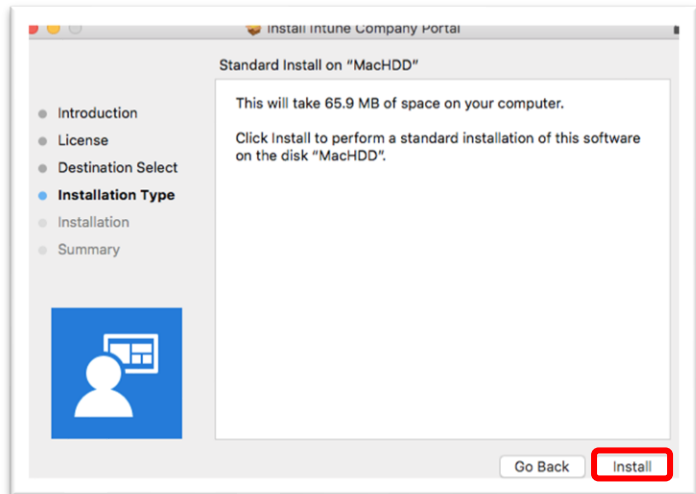 Install Intune Company Portal
Standard Install on “MacHDD”
Introduction
License
Destination Select
Installation Type
Installation
Summary
This will take 65.9 MB of space on your computer.
Click Install to perform a standard installation of this software
on the disk “MacHDD”.
Go Back
Install